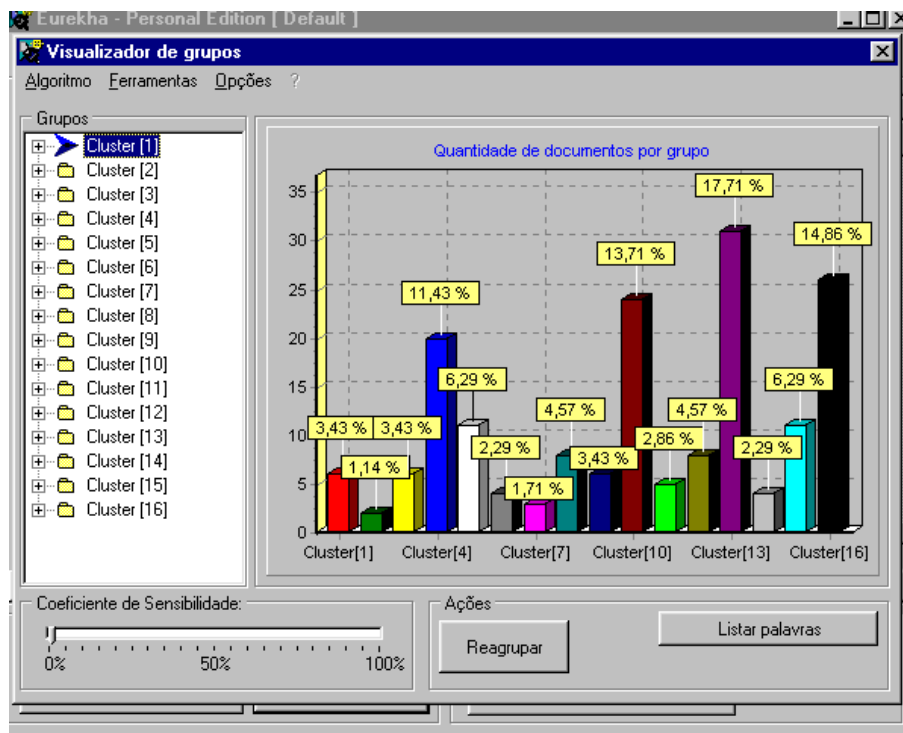 Eurekha - Personal Edition [ Default ]
Visualizador de grupos
Algoritmo Ferramentas Opções ?
Grupos
Cluster [1]
Cluster [2]
Cluster [3]
Cluster [4]
Cluster [5]
Cluster [6]
Cluster [7]
Cluster [8]
Cluster [9]
Cluster [10]
Cluster [11]
Cluster [12]
Cluster [13]
Cluster [14]
Cluster [15]
Cluster [16]
Quantidade de documentos por grupo
35
30
25
20
15
10
5
0
3,43 %
1,14 %
3,43 %
11,43 %
6,29 %
2,29 %
1,71 %
4,57 %
3,43 %
13,71 %
2,86 %
4,57 %
17,71 %
2,29 %
6,29 %
14,86 %
Cluster[1] Cluster[4] Cluster[7] Cluster[10] Cluster[13] Cluster[16]
Coeficiente de Sensibilidade:
0% 50% 100%
Ações
Reagrupar
Listar palavras